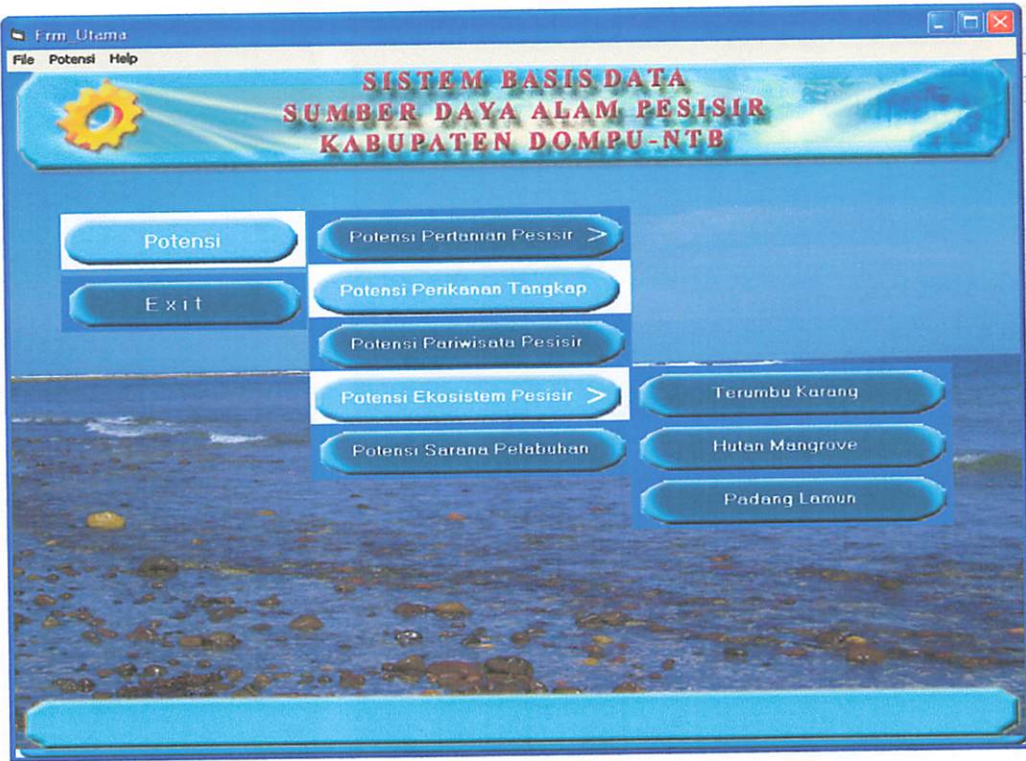 Frm_Utama
File Potensi Help
SISTEM BASIS DATA
SUMBER DAYA ALAM PESISIR
KABUPATEN DOMPU-NTB
Potensi
Exit
Potensi Pertanian Pesisir >
Potensi Perikanan Tangkap
Potensi Pariwisata Pesisir
Potensi Ekosistem Pesisir >
Potensi Sarana Pelabuhan
Terumbu Karang
Hutan Mangrove
Padang Lamun